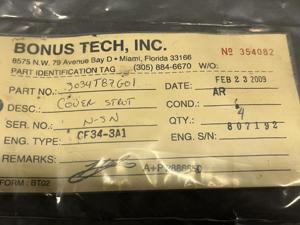 BONUS TECH, INC.
8575 N.W. 79 Avenue Bay D • Miami, Florida 33166
Nº 354082
PART IDENTIFICATION TAG (305) 884-6670 W/O:
PART NO.: 3034T87G01 DATE: FEB 23 2009
DESC.: COVER STRUT COND.: AR
SER. NO.: N-SN QTY.: 4
ENG. TYPE: CF34-3A1 ENG. S/N: 807192
REMARKS: A+P
FORM: BT02